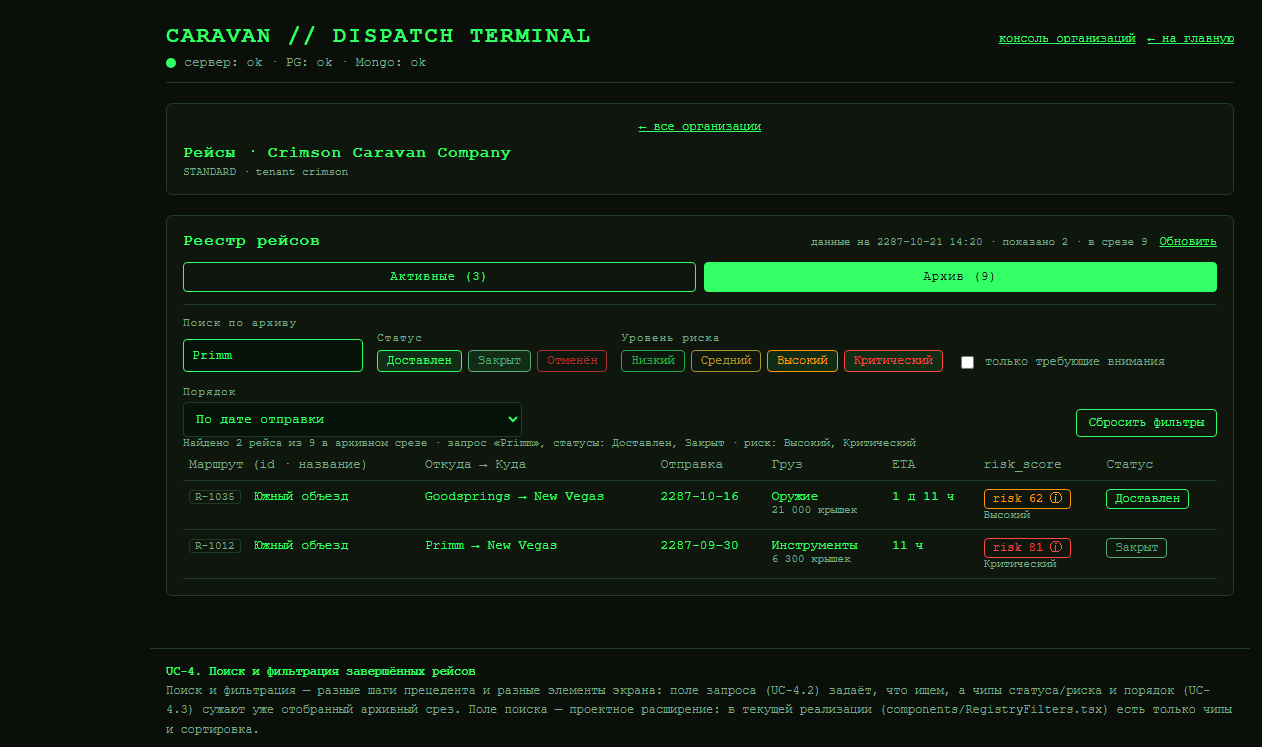 CARAVAN // DISPATCH TERMINAL
консоль организаций ← на главную
сервер: ok · PG: ok · Mongo: ok
← все организации
Рейсы · Crimson Caravan Company
STANDARD · tenant crimson
Реестр рейсов
данные на 2287-10-21 14:20 · показано 2 · в срезе 9 Обновить
Активные (3) Архив (9)
Поиск по архиву
Статус Уровень риска
Primm Доставлен Закрыт Отменён Низкий Средний Высокий Критический только требующие внимания
Порядок
По дате отправки Сбросить фильтры
Найдено 2 рейса из 9 в архивном срезе · запрос «Primm», статусы: Доставлен, Закрыт · риск: Высокий, Критический
Маршрут (id · название) Откуда → Куда Отправка Груз ETA risk_score Статус
R-1035 Южный объезд Goodsprings → New Vegas 2287-10-16 Оружие 1 д 11 ч risk 62 ⓘ Доставлен
21 000 крышек Высокий
R-1012 Южный объезд Primm → New Vegas 2287-09-30 Инструменты 11 ч risk 81 ⓘ Закрыт
6 300 крышек Критический
UC-4. Поиск и фильтрация завершённых рейсов
Поиск и фильтрация — разные шаги прецедента и разные элементы экрана: поле запроса (UC-4.2) задаёт, что ищем, а чипы статуса/риска и порядок (UC-
4.3) сужают уже отобранный архивный срез. Поле поиска — проектное расширение: в текущей реализации (components/RegistryFilters.tsx) есть только чипы
и сортировка.